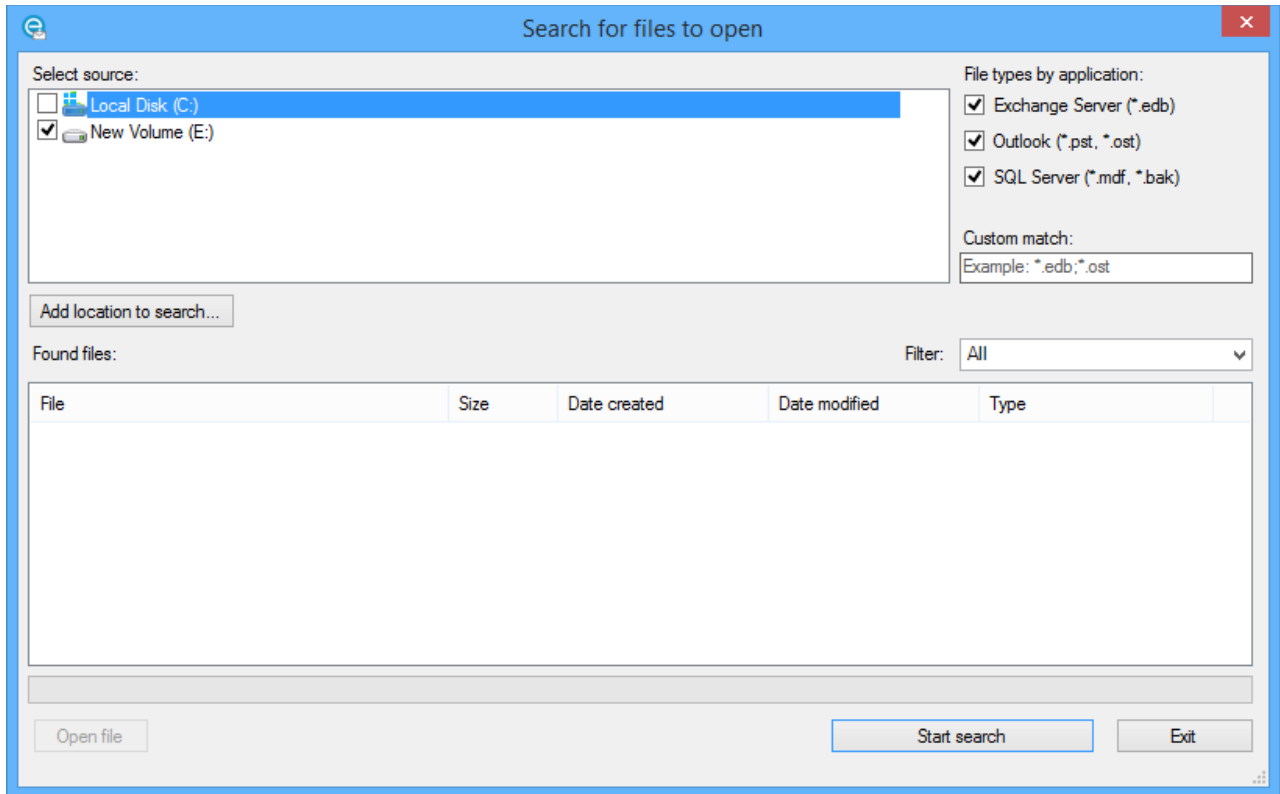 Search for files to open
Select source:
Local Disk (C:)
New Volume (E:)
File types by application:
Exchange Server (*.edb)
Outlook (*.pst, *.ost)
SQL Server (*.mdf, *.bak)
Custom match:
Example: *.edb;*.ost
Add location to search...
Found files:
Filter: All
File Size Date created Date modified Type
Open file Start search Exit